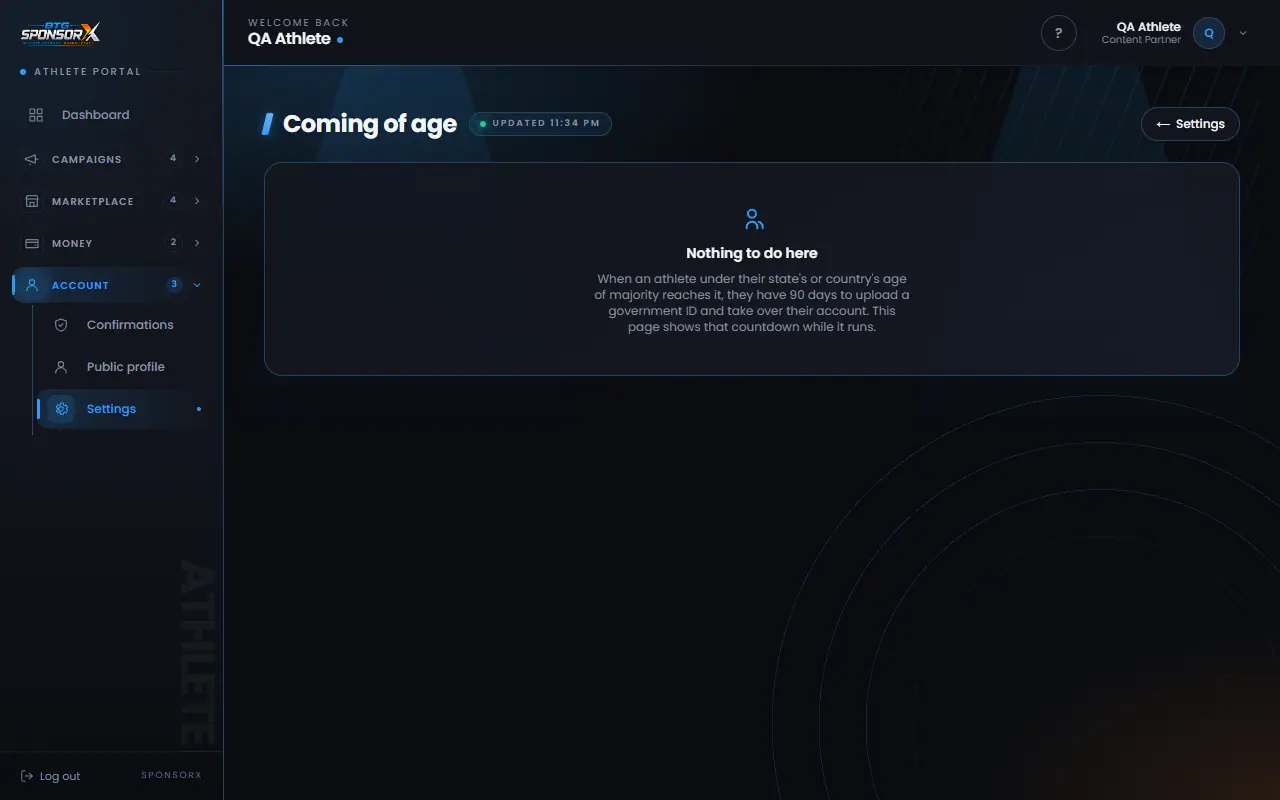 BTG
SPONSORX
ATHLETE PORTAL
Dashboard
CAMPAIGNS 4
MARKETPLACE 4
MONEY 2
ACCOUNT 3
Confirmations
Public profile
Settings
ATHLETE
Log out
SPONSORX
WELCOME BACK
QA Athlete
?
QA Athlete
Content Partner
Q
Coming of age
UPDATED 11:34 PM
← Settings
Nothing to do here
When an athlete under their state's or country's age
of majority reaches it, they have 90 days to upload a
government ID and take over their account. This
page shows that countdown while it runs.